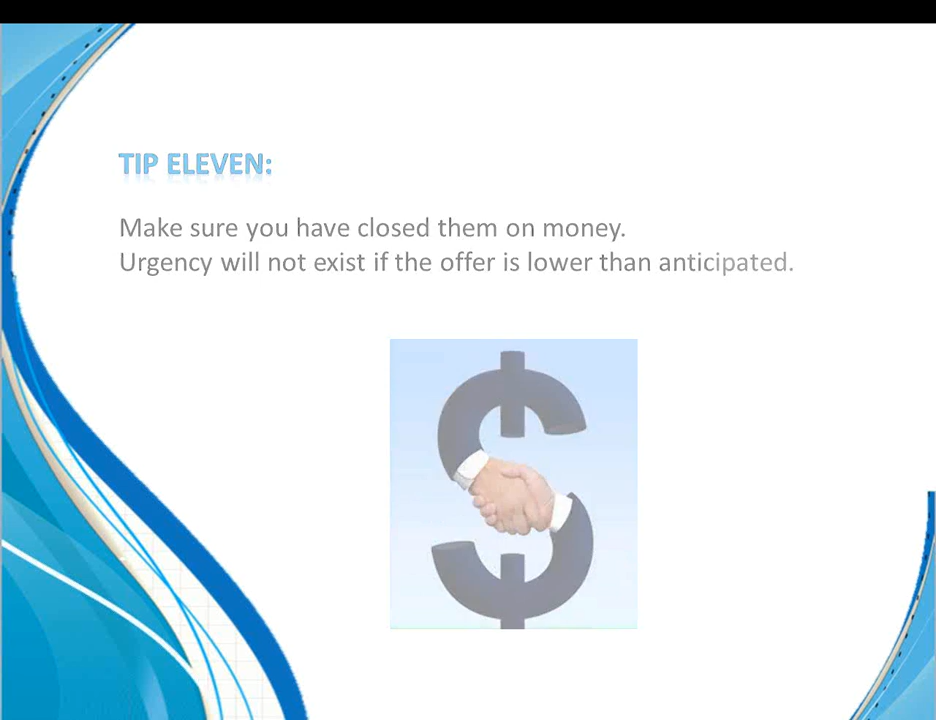 TIP ELEVEN:
Make sure you have closed them on money.
Urgency will not exist if the offer is lower than anticipated.